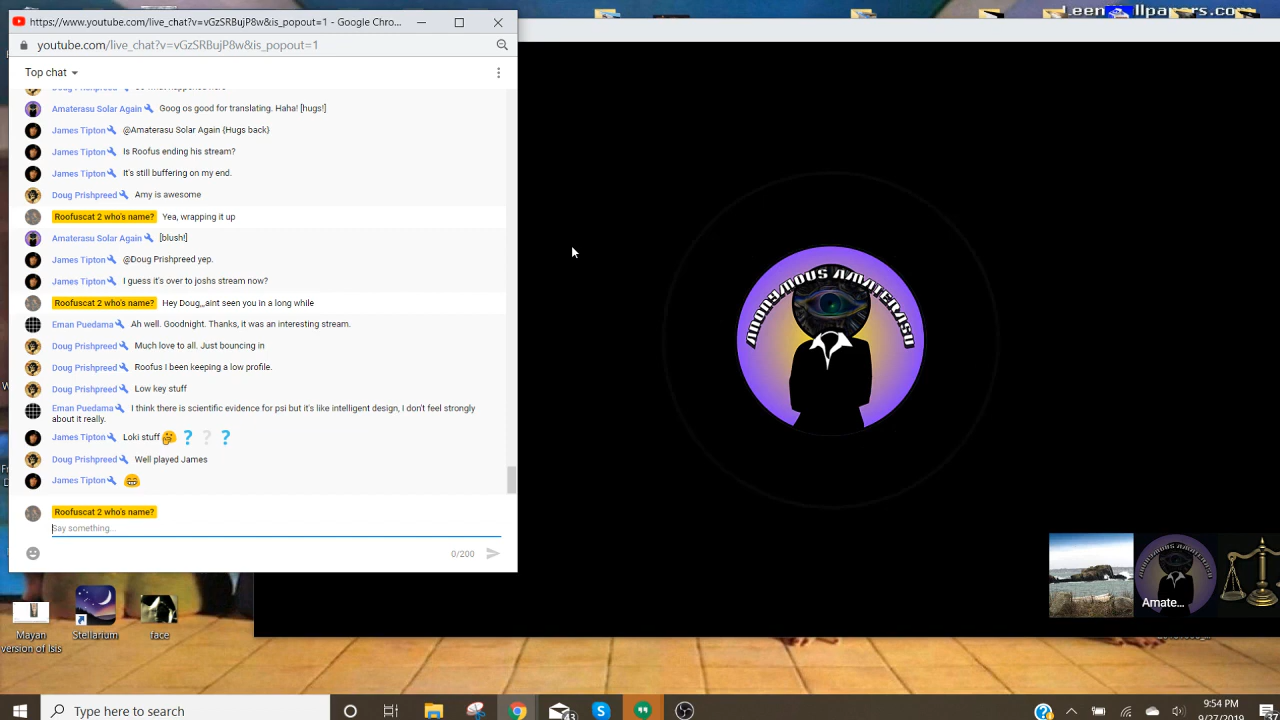 https://www.youtube.com/live_chat?v=vGzSRBujP8w&is_popout=1 - Google Chro...
youtube.com/live_chat?v=vGzSRBujP8w&is_popout=1
Top chat
Amaterasu Solar Again Goog os good for translating. Haha! [hugs!]
James Tipton @Amaterasu Solar Again {Hugs back}
James Tipton Is Roofus ending his stream?
James Tipton It's still buffering on my end.
Doug Prishpreed Amy is awesome
Roofuscat 2 who's name? Yea, wrapping it up
Amaterasu Solar Again [blush!]
James Tipton @Doug Prishpreed yep.
James Tipton I guess it's over to joshs stream now?
Roofuscat 2 who's name? Hey Doug,,,aint seen you in a long while
Eman Puedama Ah well. Goodnight. Thanks, it was an interesting stream.
Doug Prishpreed Much love to all. Just bouncing in
Doug Prishpreed Roofus I been keeping a low profile.
Doug Prishpreed Low key stuff
Eman Puedama I think there is scientific evidence for psi but it's like intelligent design, I don't feel strongly
about it really.
James Tipton Loki stuff 🤔 ❓ ❔ ❓
Doug Prishpreed Well played James
James Tipton 😁
Roofuscat 2 who's name?
Say something...
0/200
ANONYMOUS AMATERASU
Amate...
Mayan
version of Isis
Stellarium
face
Type here to search
43
9:54 PM
9/27/2019